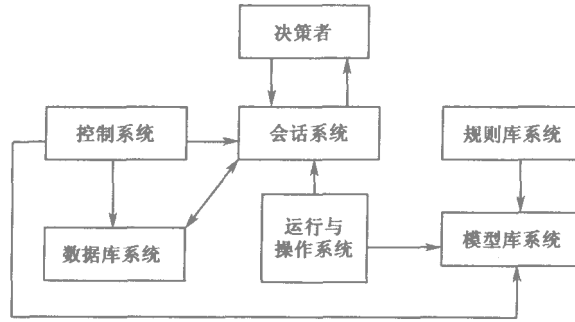 决策者
控制系统
会话系统
规则库系统
数据库系统
运行与
操作系统
模型库系统